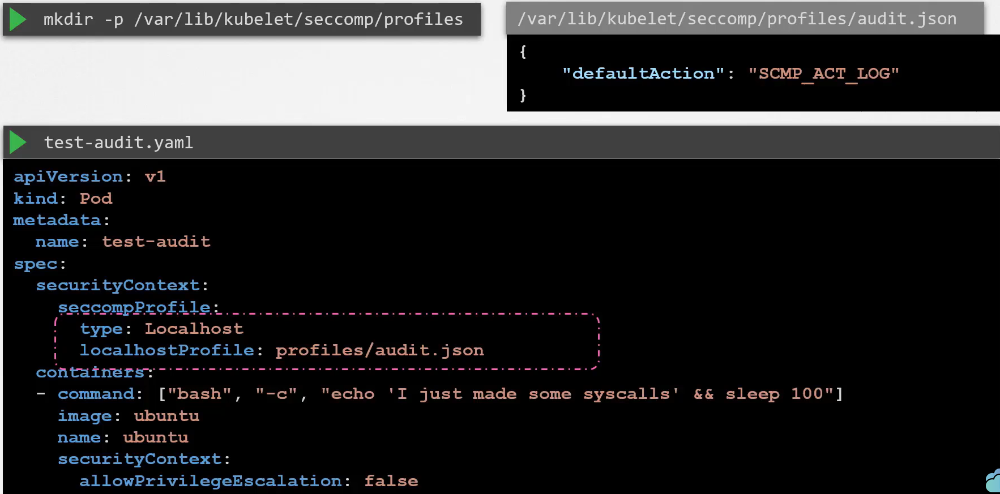 mkdir -p /var/lib/kubelet/seccomp/profiles
/var/lib/kubelet/seccomp/profiles/audit.json
{
     "defaultAction": "SCMP_ACT_LOG"
}
test-audit.yaml
apiVersion: v1
kind: Pod
metadata:
  name: test-audit
spec:
  securityContext:
    seccompProfile:
      type: Localhost
      localhostProfile: profiles/audit.json
  containers:
  - command: ["bash", "-c", "echo 'I just made some syscalls' && sleep 100"]
    image: ubuntu
    name: ubuntu
    securityContext:
      allowPrivilegeEscalation: false